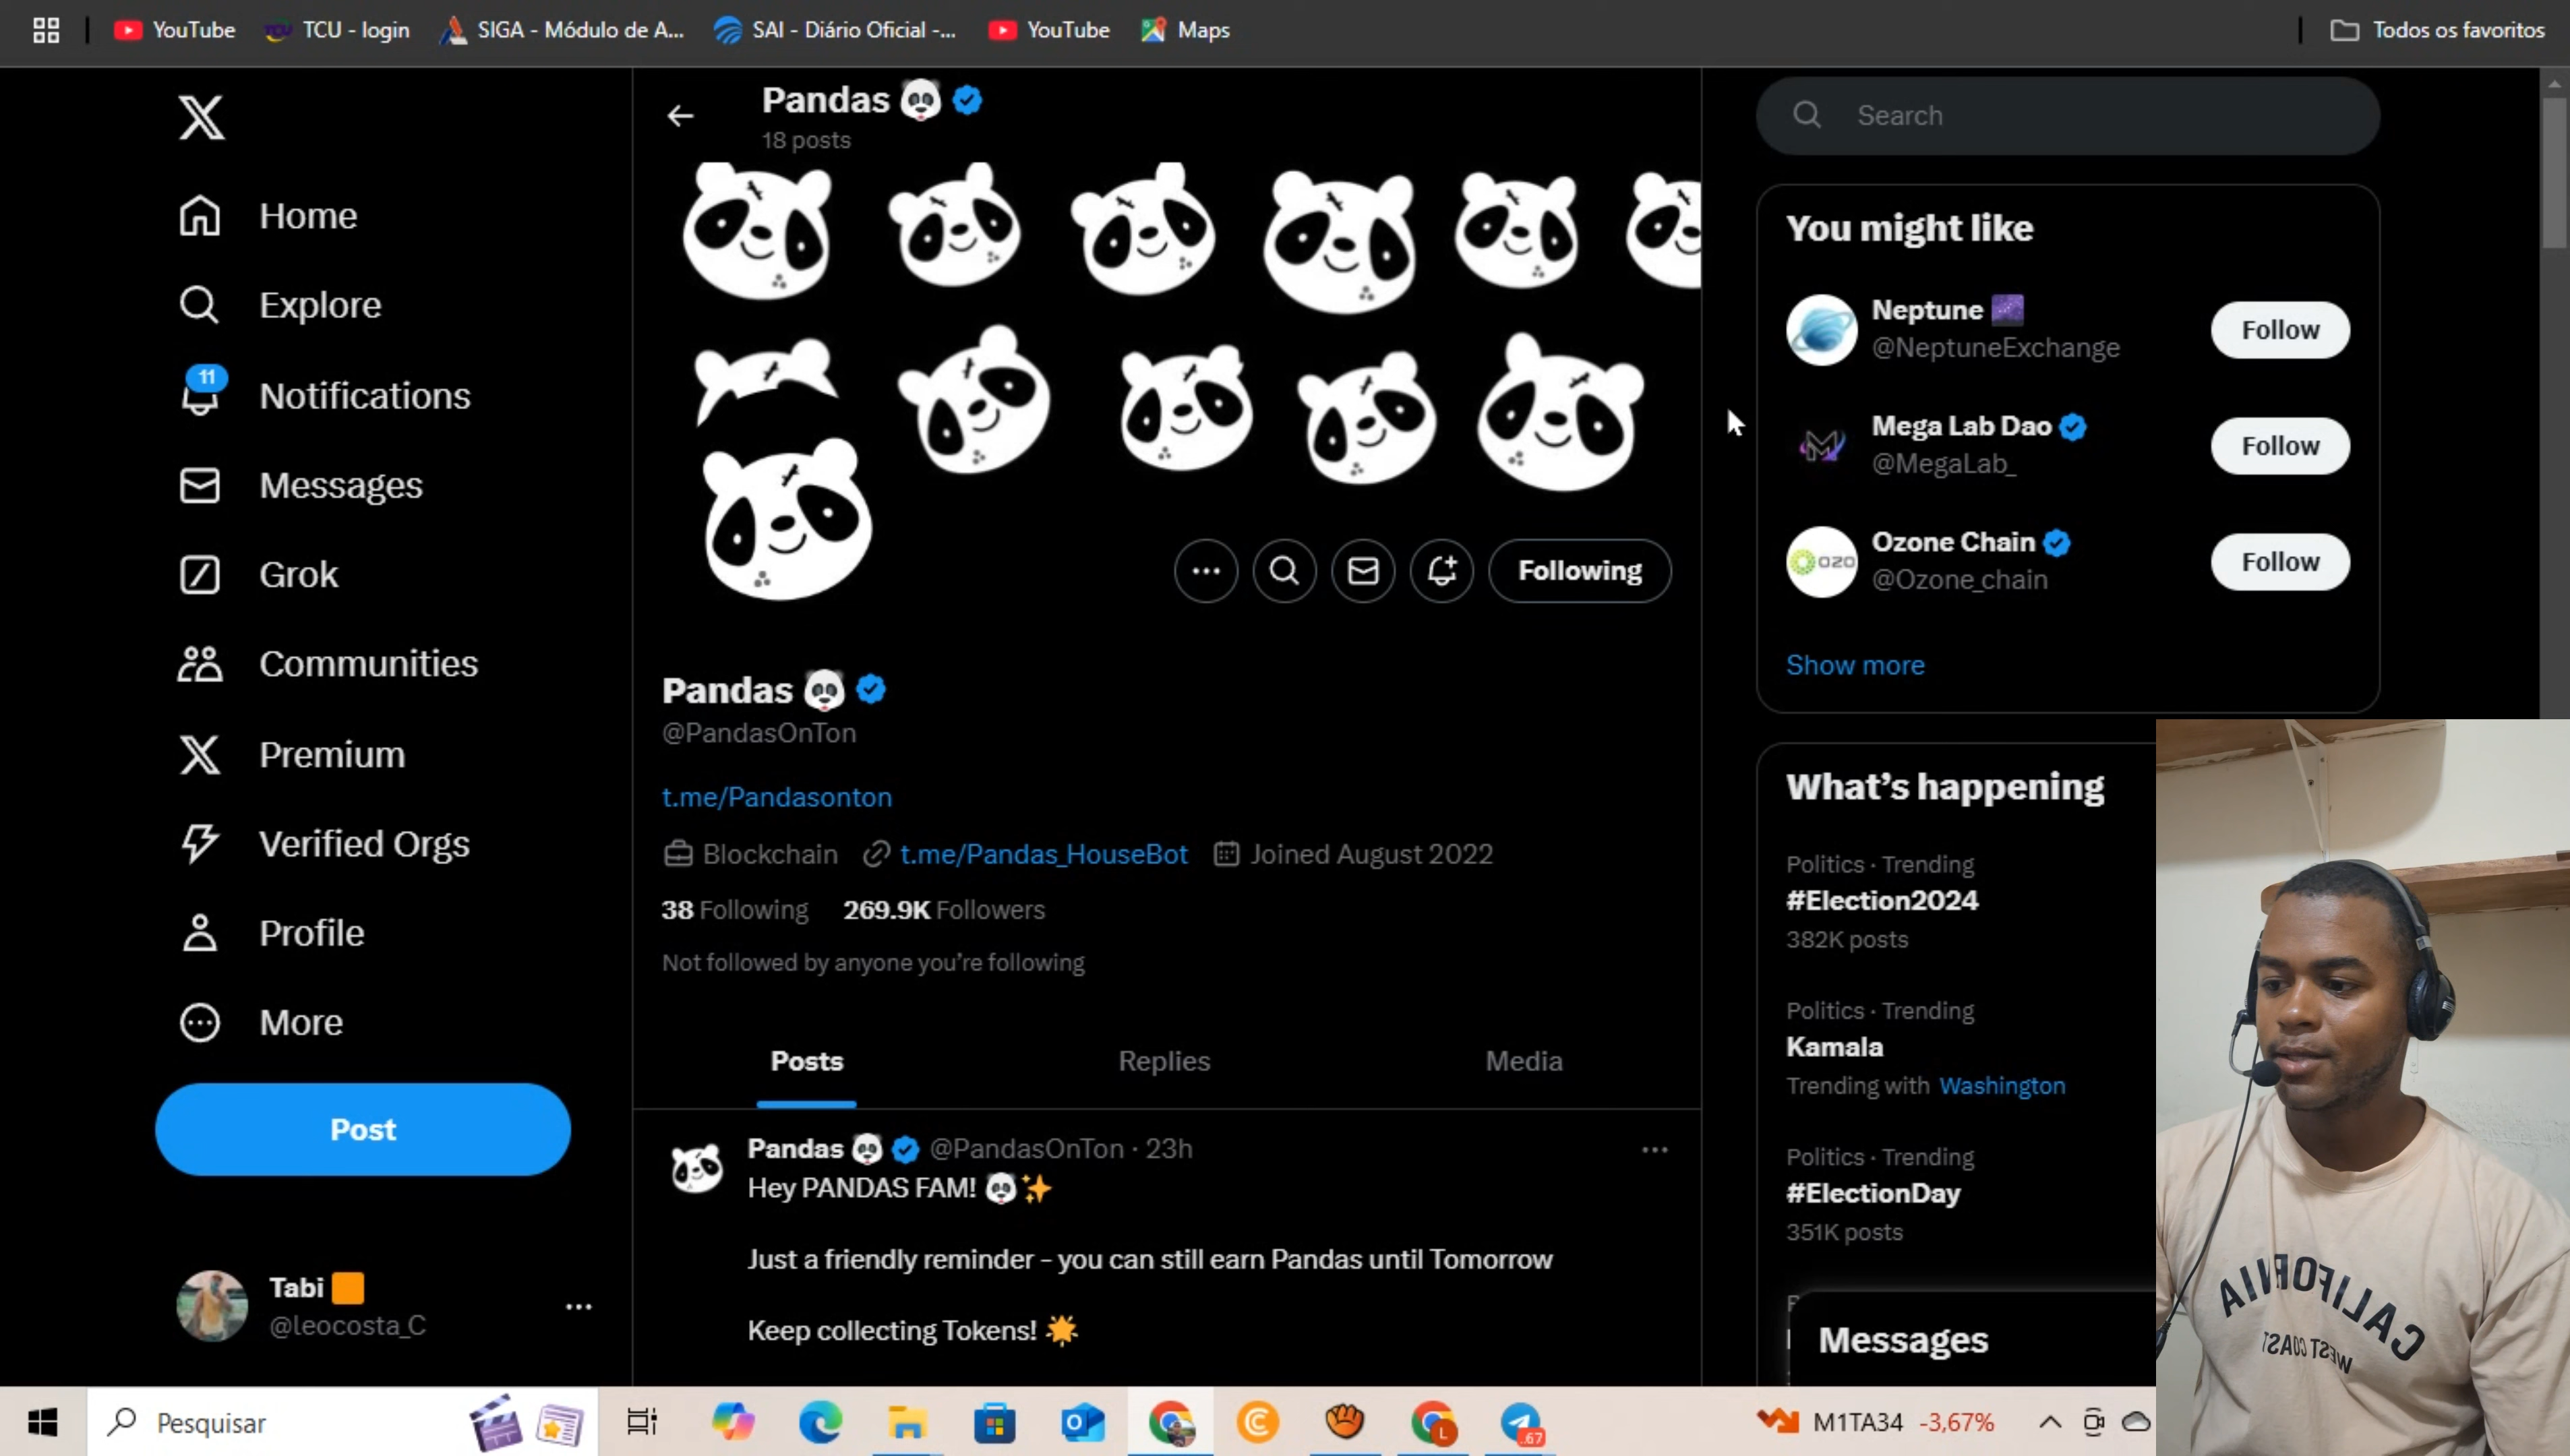 YouTube
TCU - login
SIGA - Módulo de A...
SAI - Diário Oficial -...
YouTube
Maps
Todos os favoritos
Home
Explore
11
Notifications
Messages
Grok
Communities
Premium
Verified Orgs
Profile
More
Post
Tabi
@leocosta_C
Pandas
18 posts
Following
Pandas
@PandasOnTon
t.me/Pandasonton
Blockchain t.me/Pandas_HouseBot Joined August 2022
38 Following 269.9K Followers
Not followed by anyone you're following
Posts Replies Media
Pandas @PandasOnTon · 23h
Hey PANDAS FAM! 🐼✨
Just a friendly reminder - you can still earn Pandas until Tomorrow
Keep collecting Tokens! 🌟
Search
You might like
Neptune
@NeptuneExchange
Follow
Mega Lab Dao
@MegaLab_
Follow
OZO
Ozone Chain
@Ozone_chain
Follow
Show more
What's happening
Politics · Trending
#Election2024
382K posts
Politics · Trending
Kamala
Trending with Washington
Politics · Trending
#ElectionDay
351K posts
Messages
CALIFORNIA
WEST COAST
Pesquisar
.67
M1TA34 -3,67%